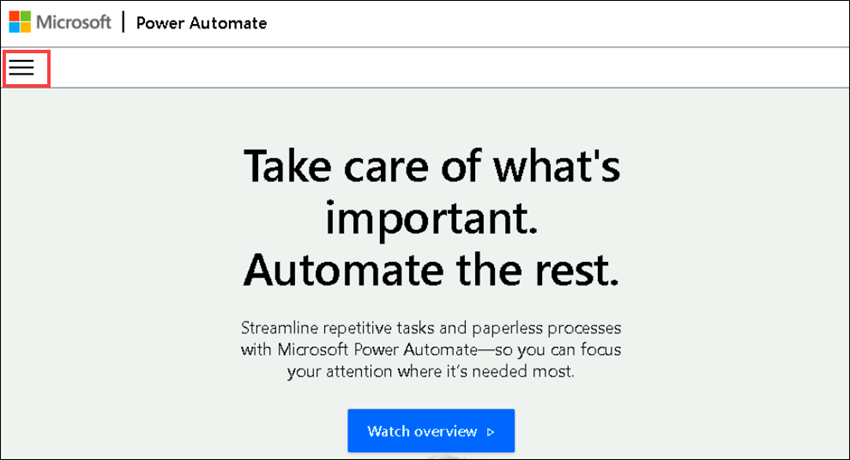 Microsoft | Power Automate
Take care of what's
important.
Automate the rest.
Streamline repetitive tasks and paperless processes
with Microsoft Power Automate—so you can focus
your attention where it’s needed most.
Watch overview